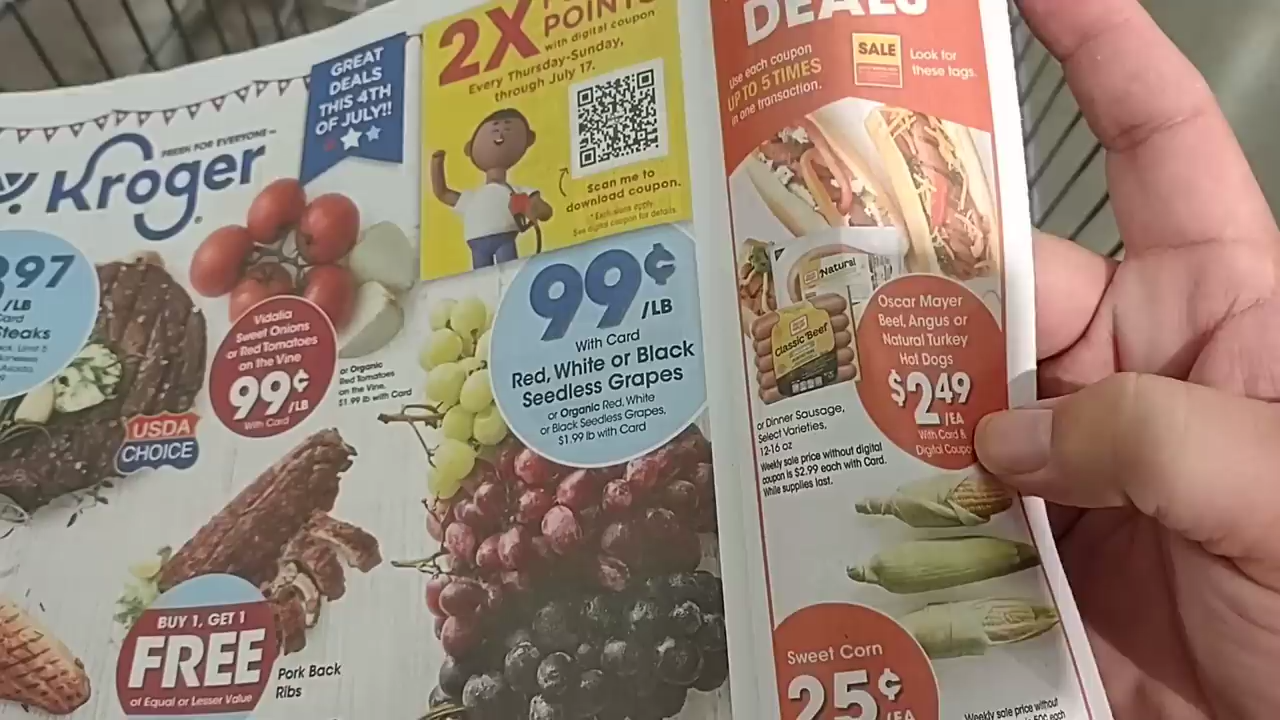 GREAT
DEALS
THIS 4TH
OF JULY!!
FRESH FOR EVERYONE
Kroger
97
/LB
Steaks
USDA
CHOICE
Vidalia
Sweet Onions
or Red Tomatoes
on the Vine
99¢
/LB
With Card
or Organic
Red Tomatoes
on the Vine,
$1.99 lb with Card
BUY 1, GET 1
FREE
of Equal or Lesser Value
Pork Back
Ribs
2X
POINTS
with digital coupon
Every Thursday-Sunday,
through July 17.
Scan me to
download coupon.
*Exclusions apply.
See digital coupon for details.
99¢
/LB
With Card
Red, White or Black
Seedless Grapes
or Organic Red, White
or Black Seedless Grapes,
$1.99 lb with Card
DEALS
Use each coupon
UP TO 5 TIMES
in one transaction.
SALE
Look for
these tags.
Natural
Classic Beef
Oscar Mayer
Beef, Angus or
Natural Turkey
Hot Dogs
$2.49
/EA
With Card &
Digital Coupon
or Dinner Sausage,
Select Varieties,
12-16 oz
Weekly sale price without digital
coupon is $2.99 each with Card.
While supplies last.
Sweet Corn
25¢
/EA
Weekly sale price without
50¢ each